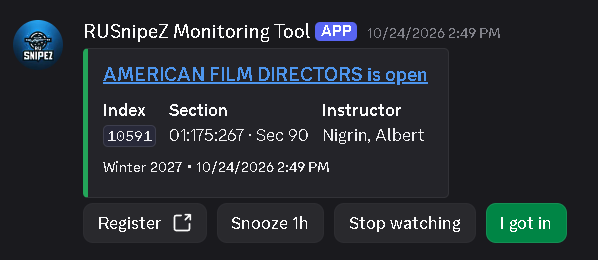 RUSnipeZ Monitoring Tool APP 10/24/2026 2:49 PM
RU
SNIPEZ
AMERICAN FILM DIRECTORS is open
Index Section Instructor
10591 01:175:267 · Sec 90 Nigrin, Albert
Winter 2027 • 10/24/2026 2:49 PM
Register Snooze 1h Stop watching I got in